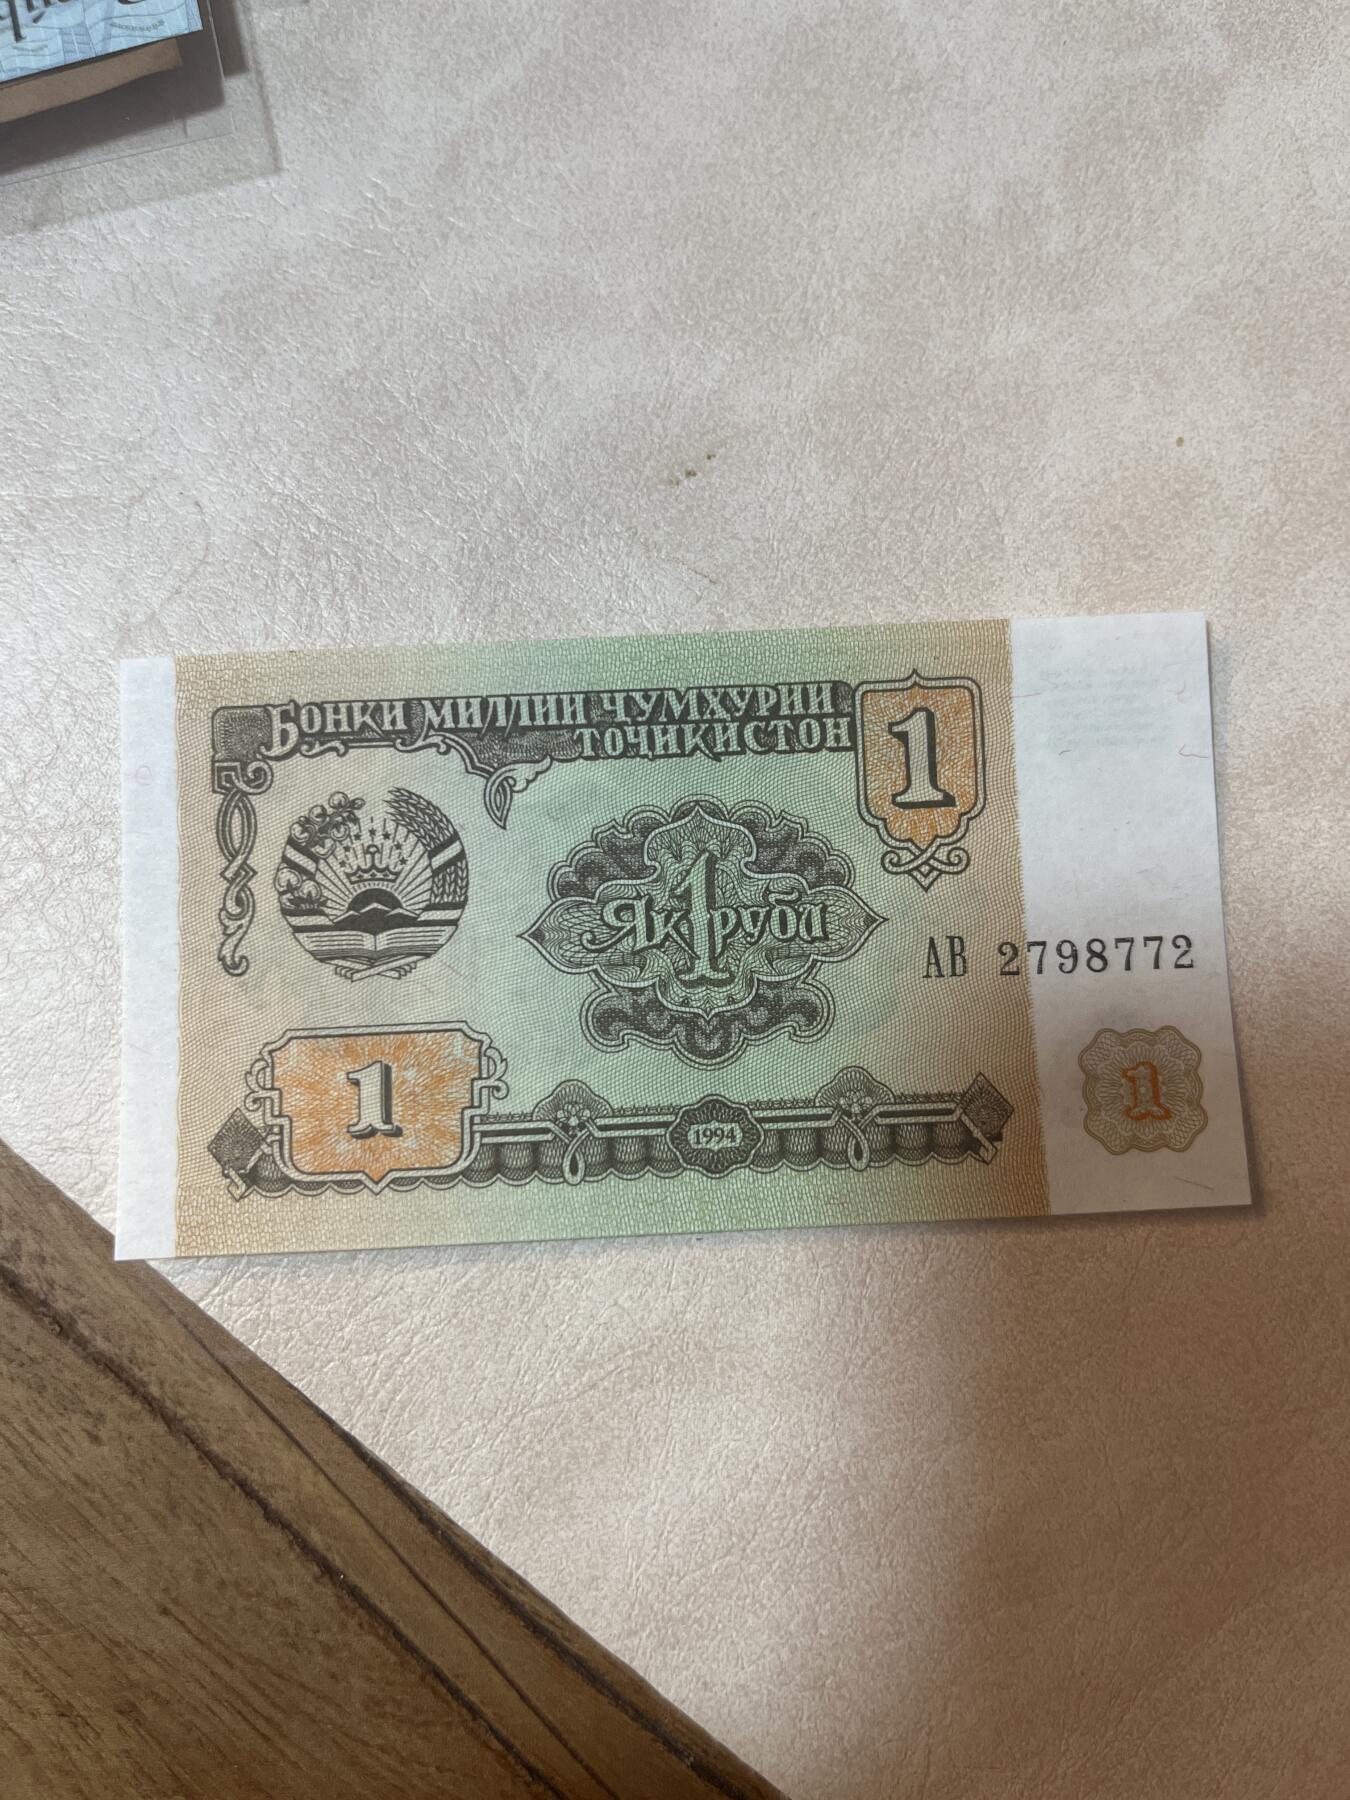 Бонки миллии Ҷумҳурии
Тоҷикистон
1
1
Як рубл
АВ 2798772
1
1
1994